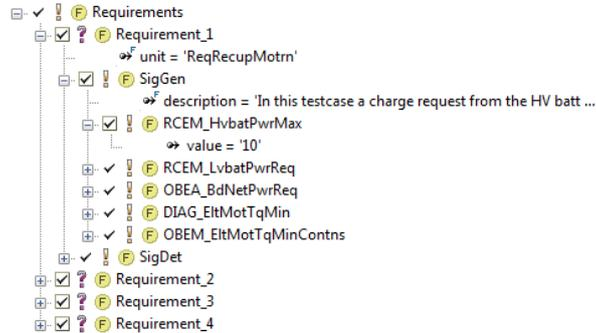 Requirements
Requirement_1
unit = 'ReqRecupMotrn'
SigGen
description = 'In this testcase a charge request from the HV batt ...
RCEM_HvbatPwrMax
value = '10'
RCEM_LvbatPwrReq
OBEA_BdNetPwrReq
DIAG_EltMotTqMin
OBEM_EltMotTqMinContns
SigDet
Requirement_2
Requirement_3
Requirement_4